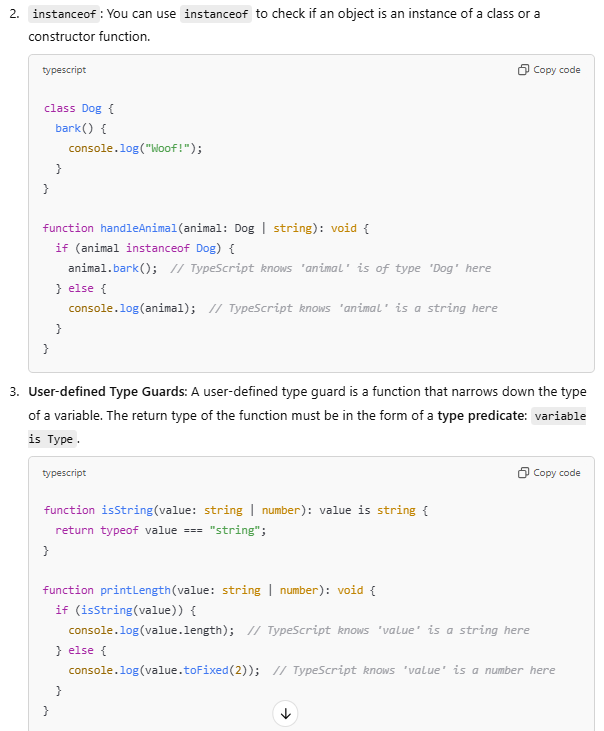 2. instanceof: You can use instanceof to check if an object is an instance of a class or a
constructor function.
typescript
Copy code
class Dog {
  bark() {
    console.log("Woof!");
  }
}
function handleAnimal(animal: Dog | string): void {
  if (animal instanceof Dog) {
    animal.bark();  // TypeScript knows 'animal' is of type 'Dog' here
  } else {
    console.log(animal);  // TypeScript knows 'animal' is a string here
  }
}
3. User-defined Type Guards: A user-defined type guard is a function that narrows down the type
of a variable. The return type of the function must be in the form of a type predicate: variable
is Type.
typescript
Copy code
function isString(value: string | number): value is string {
  return typeof value === "string";
}
function printLength(value: string | number): void {
  if (isString(value)) {
    console.log(value.length);  // TypeScript knows 'value' is a string here
  } else {
    console.log(value.toFixed(2));  // TypeScript knows 'value' is a number here
  }
}